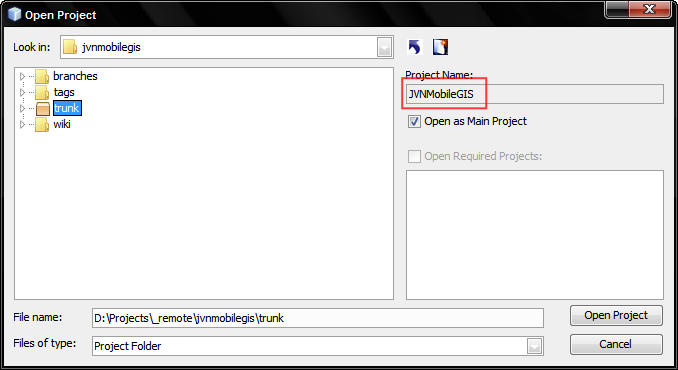 Open Project
Look in: jvnmobilegis
branches
tags
trunk
wiki
Project Name:
JVNMobileGIS
Open as Main Project
Open Required Projects:
File name: D:\Projects\_remote\jvnmobilegis\trunk
Open Project
Files of type: Project Folder
Cancel